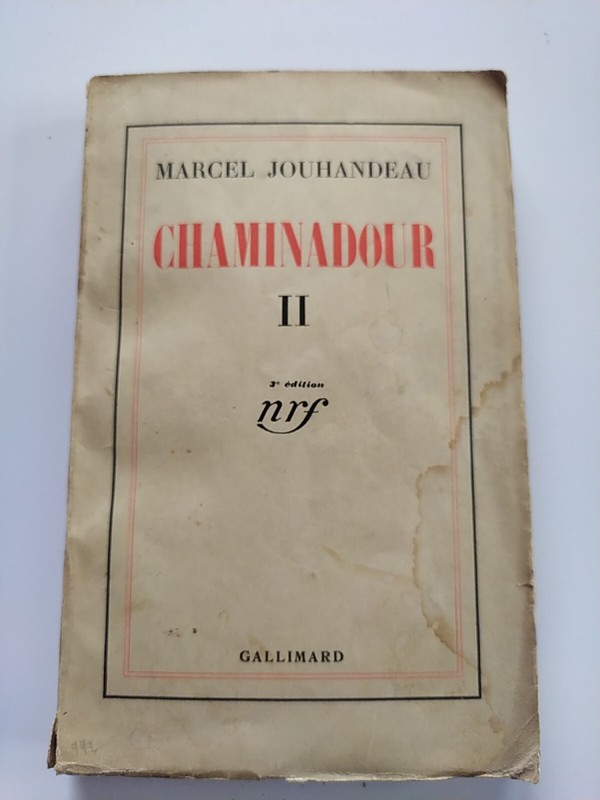 MARCEL JOUHANDEAU
CHAMINADOUR
II
3e édition
nrf
GALLIMARD